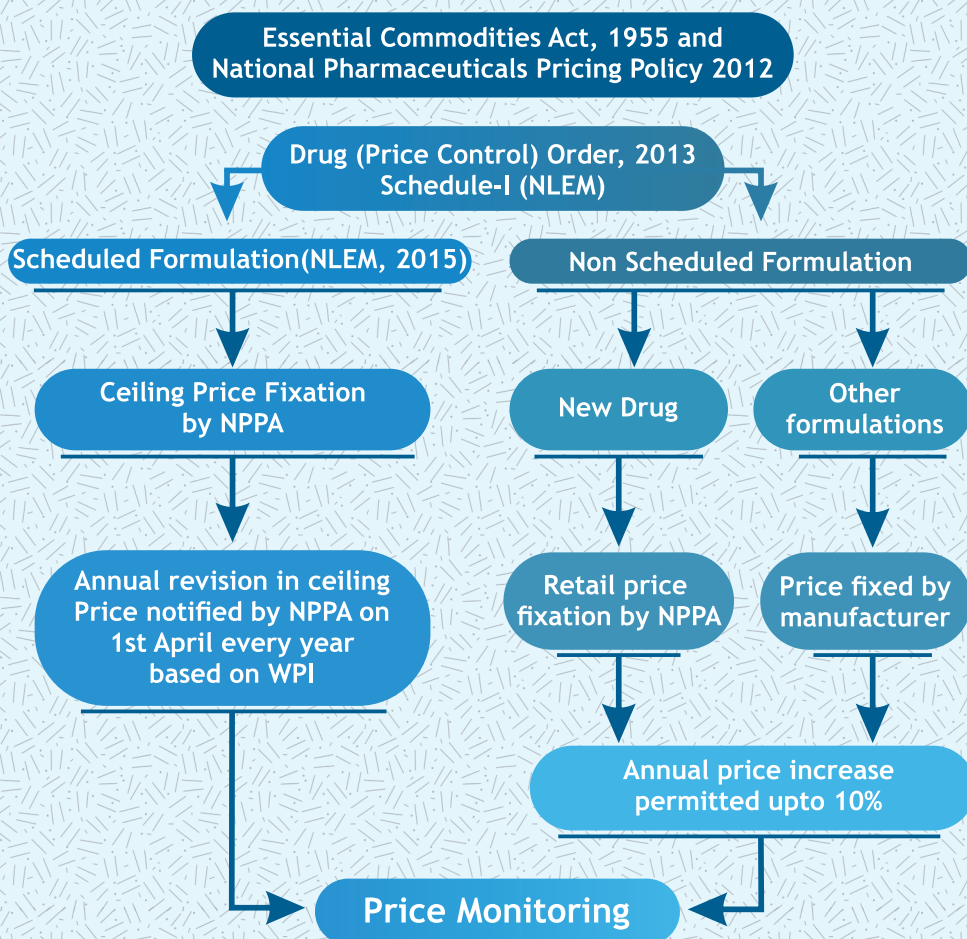 Essential Commodities Act, 1955 and
National Pharmaceuticals Pricing Policy 2012
Drug (Price Control) Order, 2013
Schedule-I (NLEM)
Scheduled Formulation(NLEM, 2015)
Non Scheduled Formulation
Ceiling Price Fixation
by NPPA
New Drug
Other
formulations
Annual revision in ceiling
Price notified by NPPA on
1st April every year
based on WPI
Retail price
fixation by NPPA
Price fixed by
manufacturer
Annual price increase
permitted upto 10%
Price Monitoring